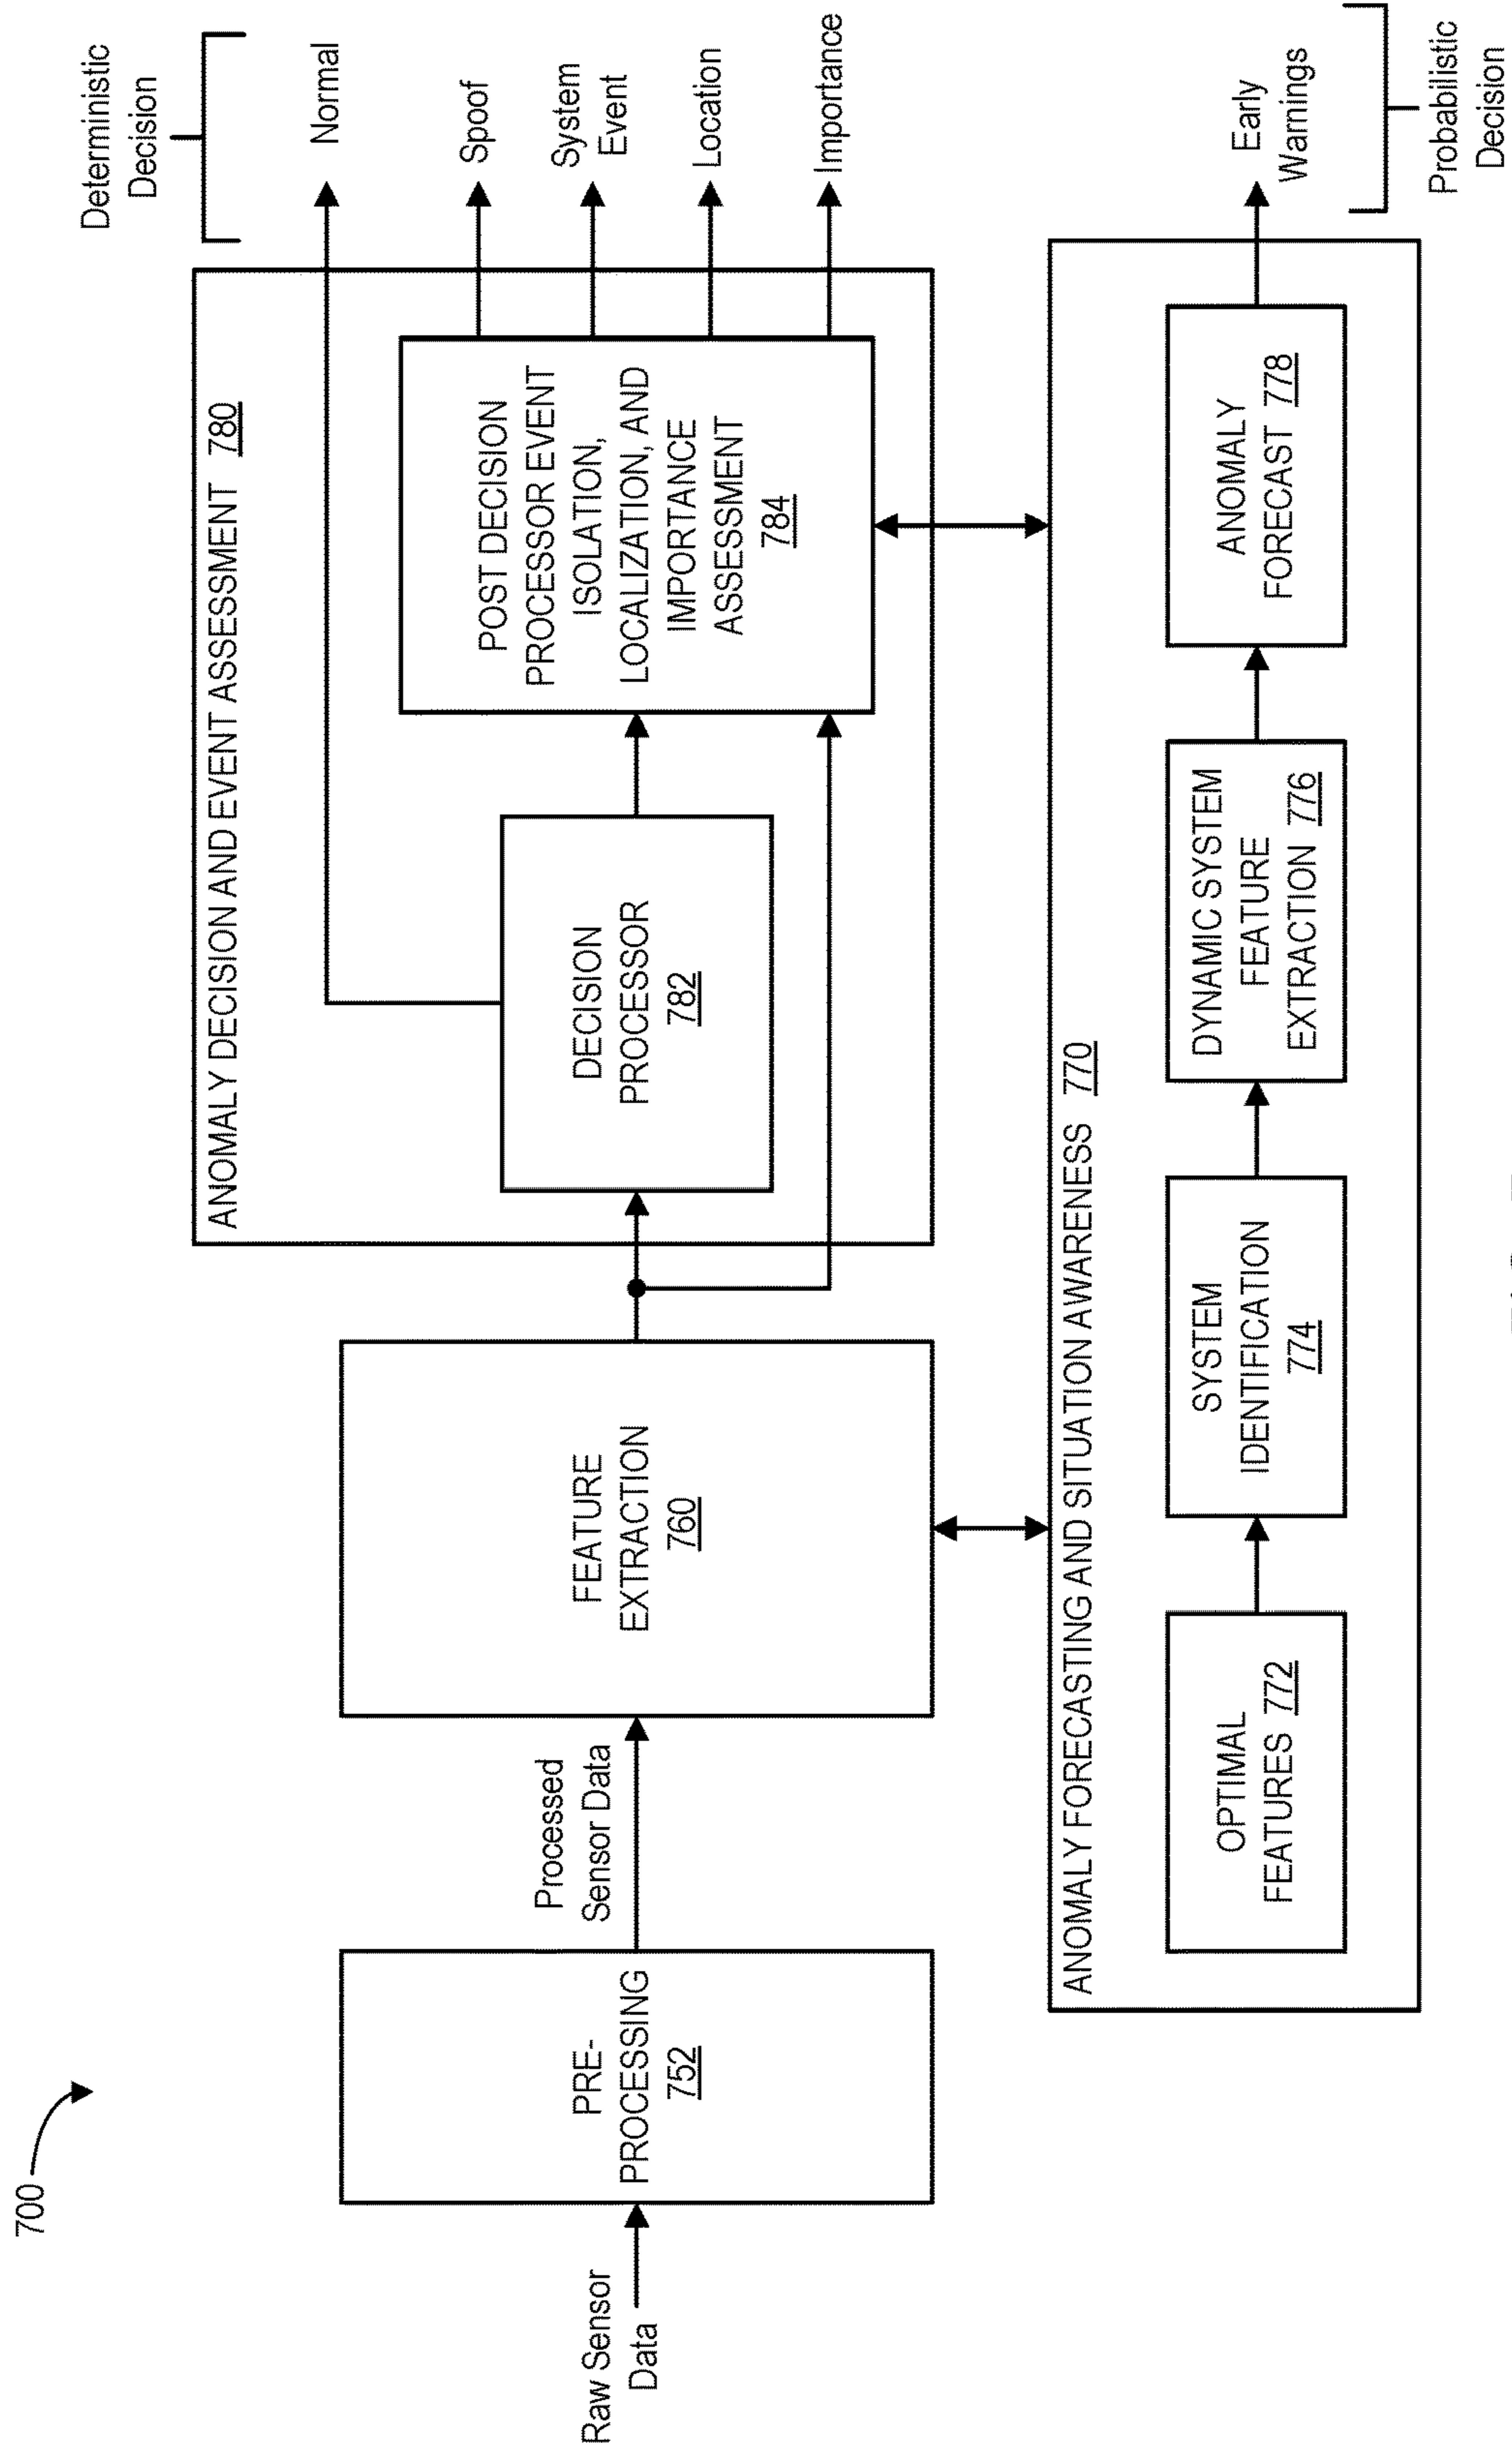 700
Raw Sensor
Data
PRE-
PROCESSING
752
Processed
Sensor Data
FEATURE
EXTRACTION
760
ANOMALY DECISION AND EVENT ASSESSMENT 780
DECISION
PROCESSOR
782
POST DECISION
PROCESSOR EVENT
ISOLATION,
LOCALIZATION, AND
IMPORTANCE
ASSESSMENT
784
Deterministic
Decision
Normal
Spoof
System
Event
Location
Importance
ANOMALY FORECASTING AND SITUATION AWARENESS 770
OPTIMAL
FEATURES 772
SYSTEM
IDENTIFICATION
774
DYNAMIC SYSTEM
FEATURE
EXTRACTION 776
ANOMALY
FORECAST 778
Early
Warnings
Probabilistic
Decision